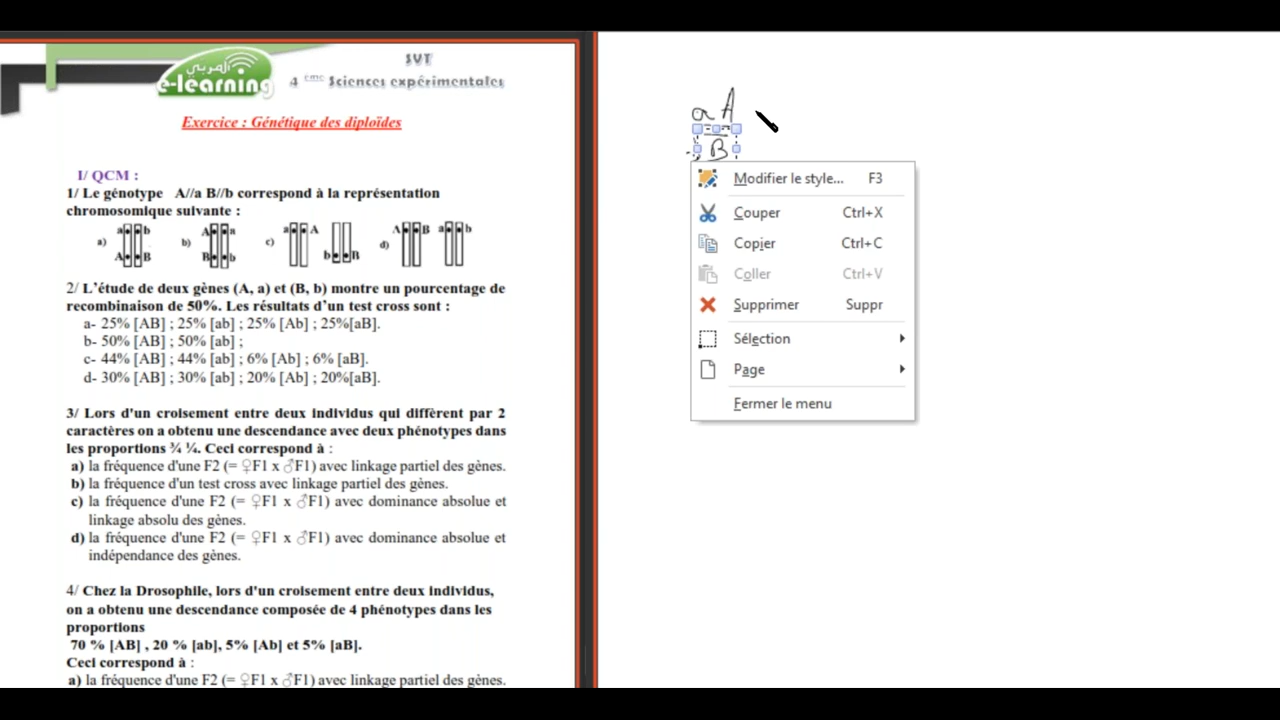 العربي
e-learning
SVT
4 ème Sciences expérimentales
Exercice : Génétique des diploïdes
I/ QCM :
1/ Le génotype A//a B//b correspond à la représentation
chromosomique suivante :
a) a b A B b) A a B b c) a A b B d) A B a b
2/ L'étude de deux gènes (A, a) et (B, b) montre un pourcentage de
recombinaison de 50%. Les résultats d'un test cross sont :
a- 25% [AB] ; 25% [ab] ; 25% [Ab] ; 25%[aB].
b- 50% [AB] ; 50% [ab] ;
c- 44% [AB] ; 44% [ab] ; 6% [Ab] ; 6% [aB].
d- 30% [AB] ; 30% [ab] ; 20% [Ab] ; 20%[aB].
3/ Lors d'un croisement entre deux individus qui diffèrent par 2
caractères on a obtenu une descendance avec deux phénotypes dans
les proportions ¾ ¼. Ceci correspond à :
a) la fréquence d'une F2 (= ♀F1 x ♂F1) avec linkage partiel des gènes.
b) la fréquence d'un test cross avec linkage partiel des gènes.
c) la fréquence d'une F2 (= ♀F1 x ♂F1) avec dominance absolue et
linkage absolu des gènes.
d) la fréquence d'une F2 (= ♀F1 x ♂F1) avec dominance absolue et
indépendance des gènes.
4/ Chez la Drosophile, lors d'un croisement entre deux individus,
on a obtenu une descendance composée de 4 phénotypes dans les
proportions
70 % [AB] , 20 % [ab], 5% [Ab] et 5% [aB].
Ceci correspond à :
a) la fréquence d'une F2 (= ♀F1 x ♂F1) avec linkage partiel des gènes.
a A
B
Modifier le style... F3
Couper Ctrl+X
Copier Ctrl+C
Coller Ctrl+V
Supprimer Suppr
Sélection
Page
Fermer le menu